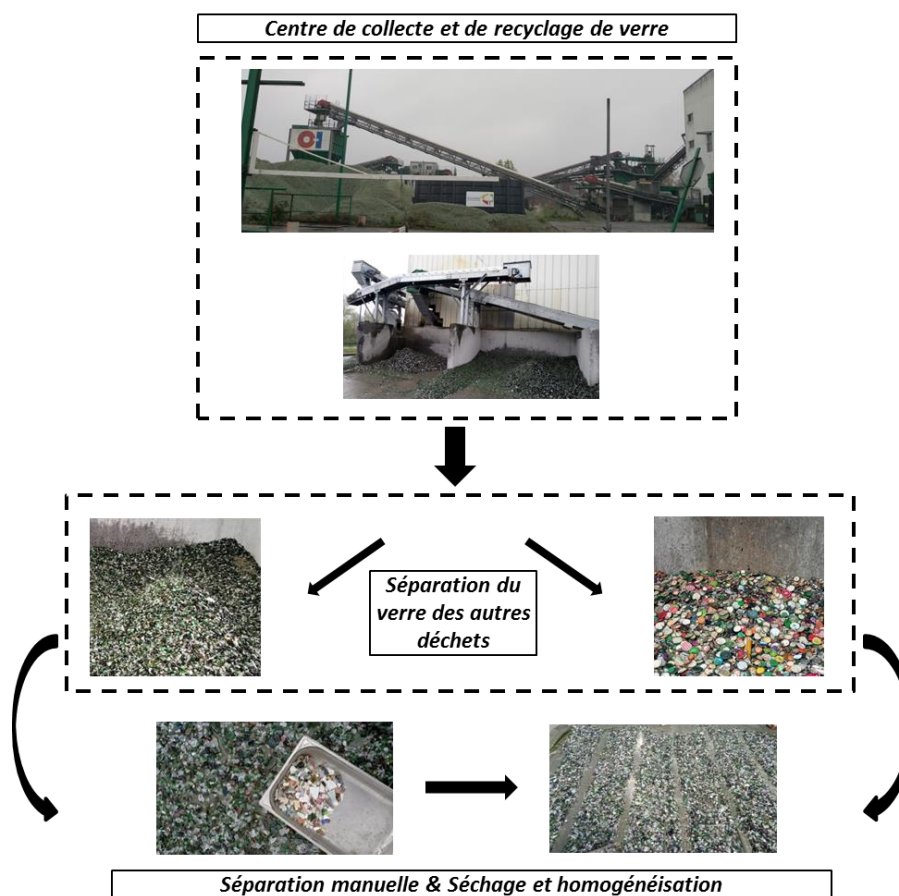 Centre de collecte et de recyclage de verre
Séparation du
verre des autres
déchets
Séparation manuelle & Séchage et homogénéisation